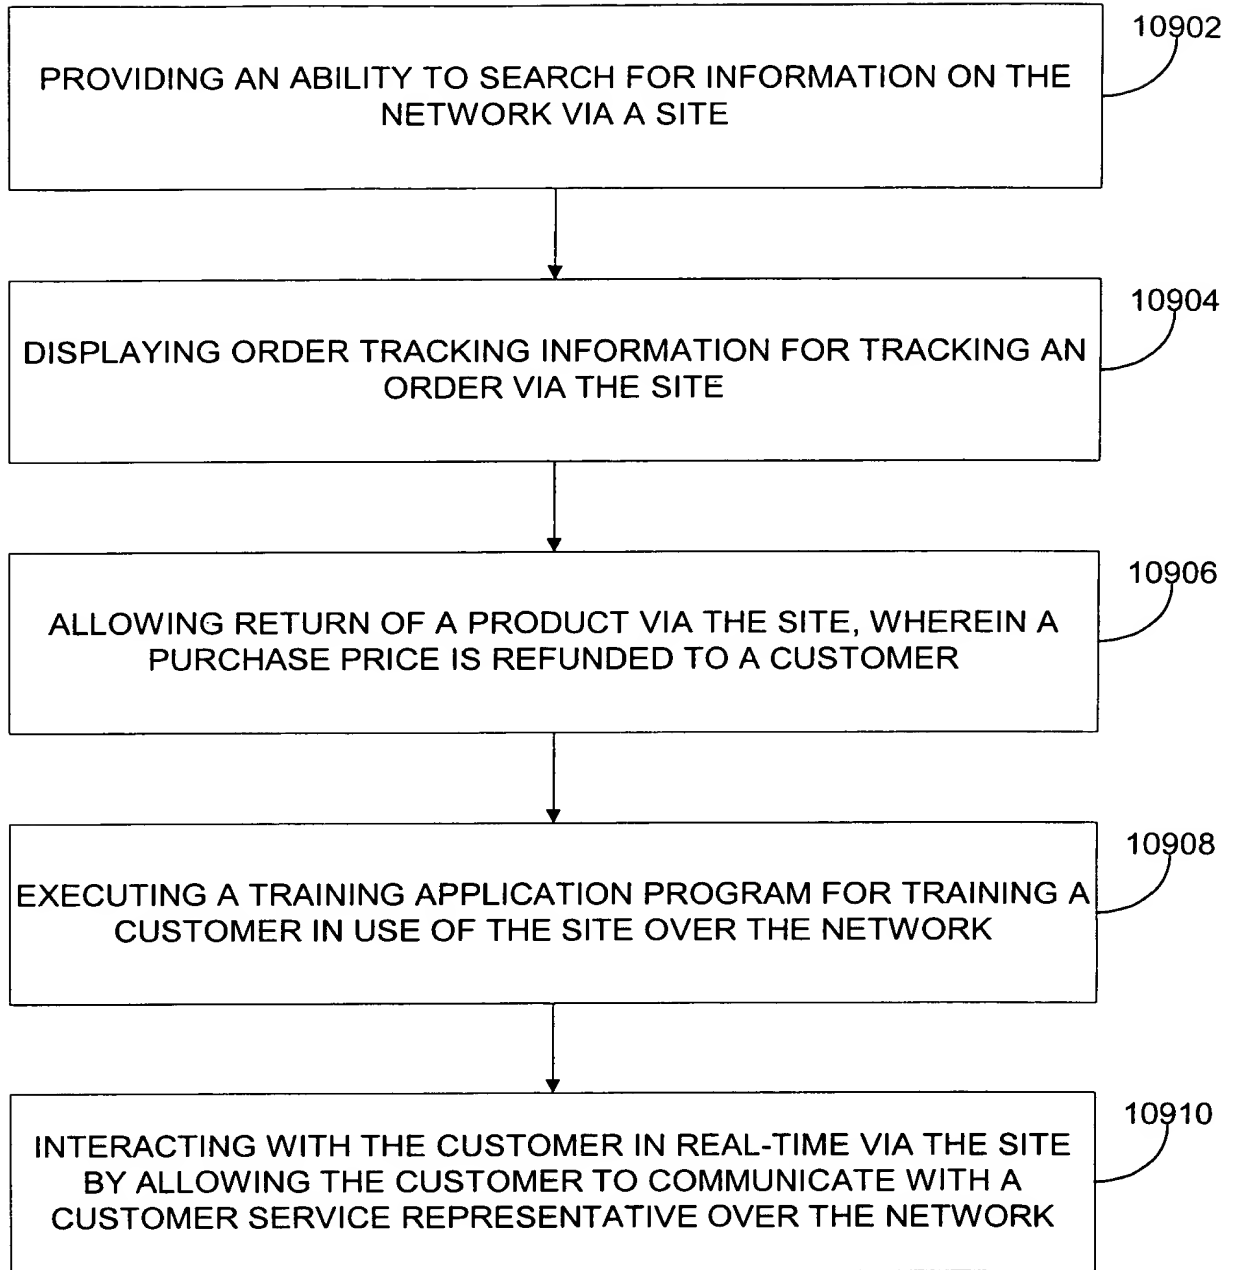 10902
PROVIDING AN ABILITY TO SEARCH FOR INFORMATION ON THE
NETWORK VIA A SITE
10904
DISPLAYING ORDER TRACKING INFORMATION FOR TRACKING AN
ORDER VIA THE SITE
10906
ALLOWING RETURN OF A PRODUCT VIA THE SITE, WHEREIN A
PURCHASE PRICE IS REFUNDED TO A CUSTOMER
10908
EXECUTING A TRAINING APPLICATION PROGRAM FOR TRAINING A
CUSTOMER IN USE OF THE SITE OVER THE NETWORK
10910
INTERACTING WITH THE CUSTOMER IN REAL-TIME VIA THE SITE
BY ALLOWING THE CUSTOMER TO COMMUNICATE WITH A
CUSTOMER SERVICE REPRESENTATIVE OVER THE NETWORK